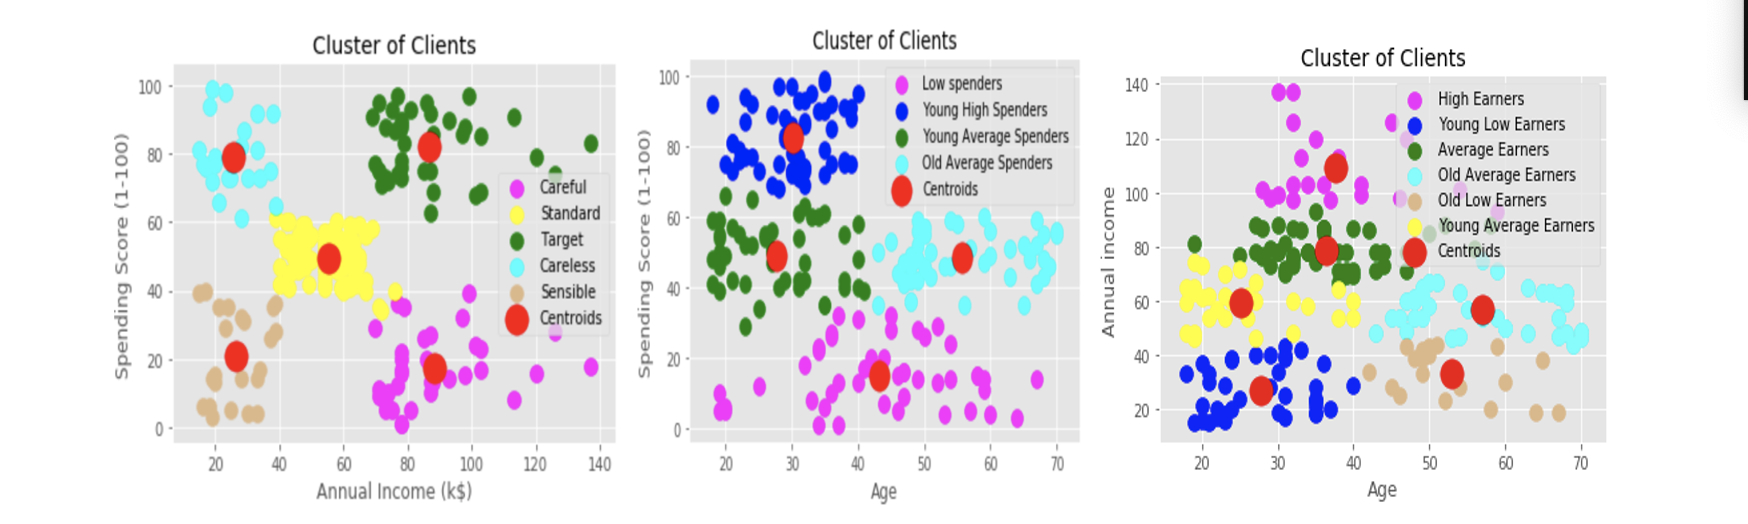 Cluster of Clients
Spending Score (1-100)
100
80
60
40
20
0
Careful
Standard
Target
Careless
Sensible
Centroids
20 40 60 80 100 120 140
Annual Income (k$)
Cluster of Clients
Spending Score (1-100)
100
80
60
40
20
0
Low spenders
Young High Spenders
Young Average Spenders
Old Average Spenders
Centroids
20 30 40 50 60 70
Age
Cluster of Clients
Annual income
140
120
100
80
60
40
20
High Earners
Young Low Earners
Average Earners
Old Average Earners
Old Low Earners
Young Average Earners
Centroids
20 30 40 50 60 70
Age